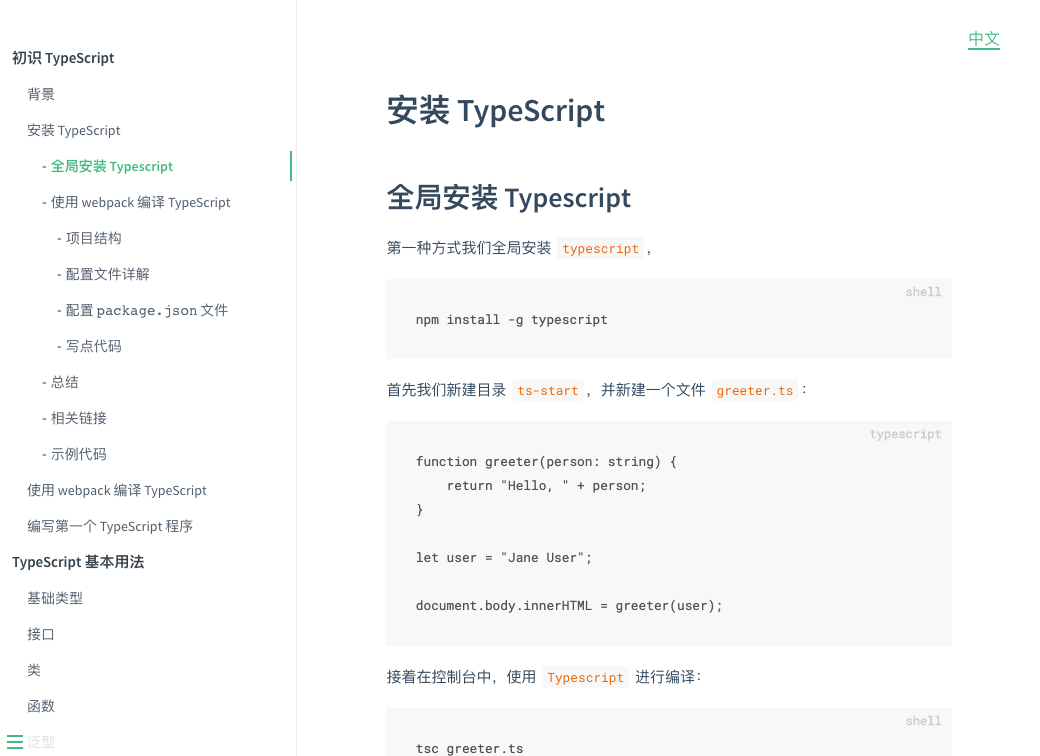 初识 TypeScript
背景
安装 TypeScript
- 全局安装 Typescript
- 使用 webpack 编译 TypeScript
- 项目结构
- 配置文件详解
- 配置 package.json 文件
- 写点代码
- 总结
- 相关链接
- 示例代码
使用 webpack 编译 TypeScript
编写第一个 TypeScript 程序
TypeScript 基本用法
基础类型
接口
类
函数
泛型
中文
安装 TypeScript
全局安装 Typescript
第一种方式我们全局安装 typescript ，
shell
npm install -g typescript
首先我们新建目录 ts-start ，并新建一个文件 greeter.ts ：
typescript
function greeter(person: string) {
    return "Hello, " + person;
}
let user = "Jane User";
document.body.innerHTML = greeter(user);
接着在控制台中，使用 Typescript 进行编译：
shell
tsc greeter.ts